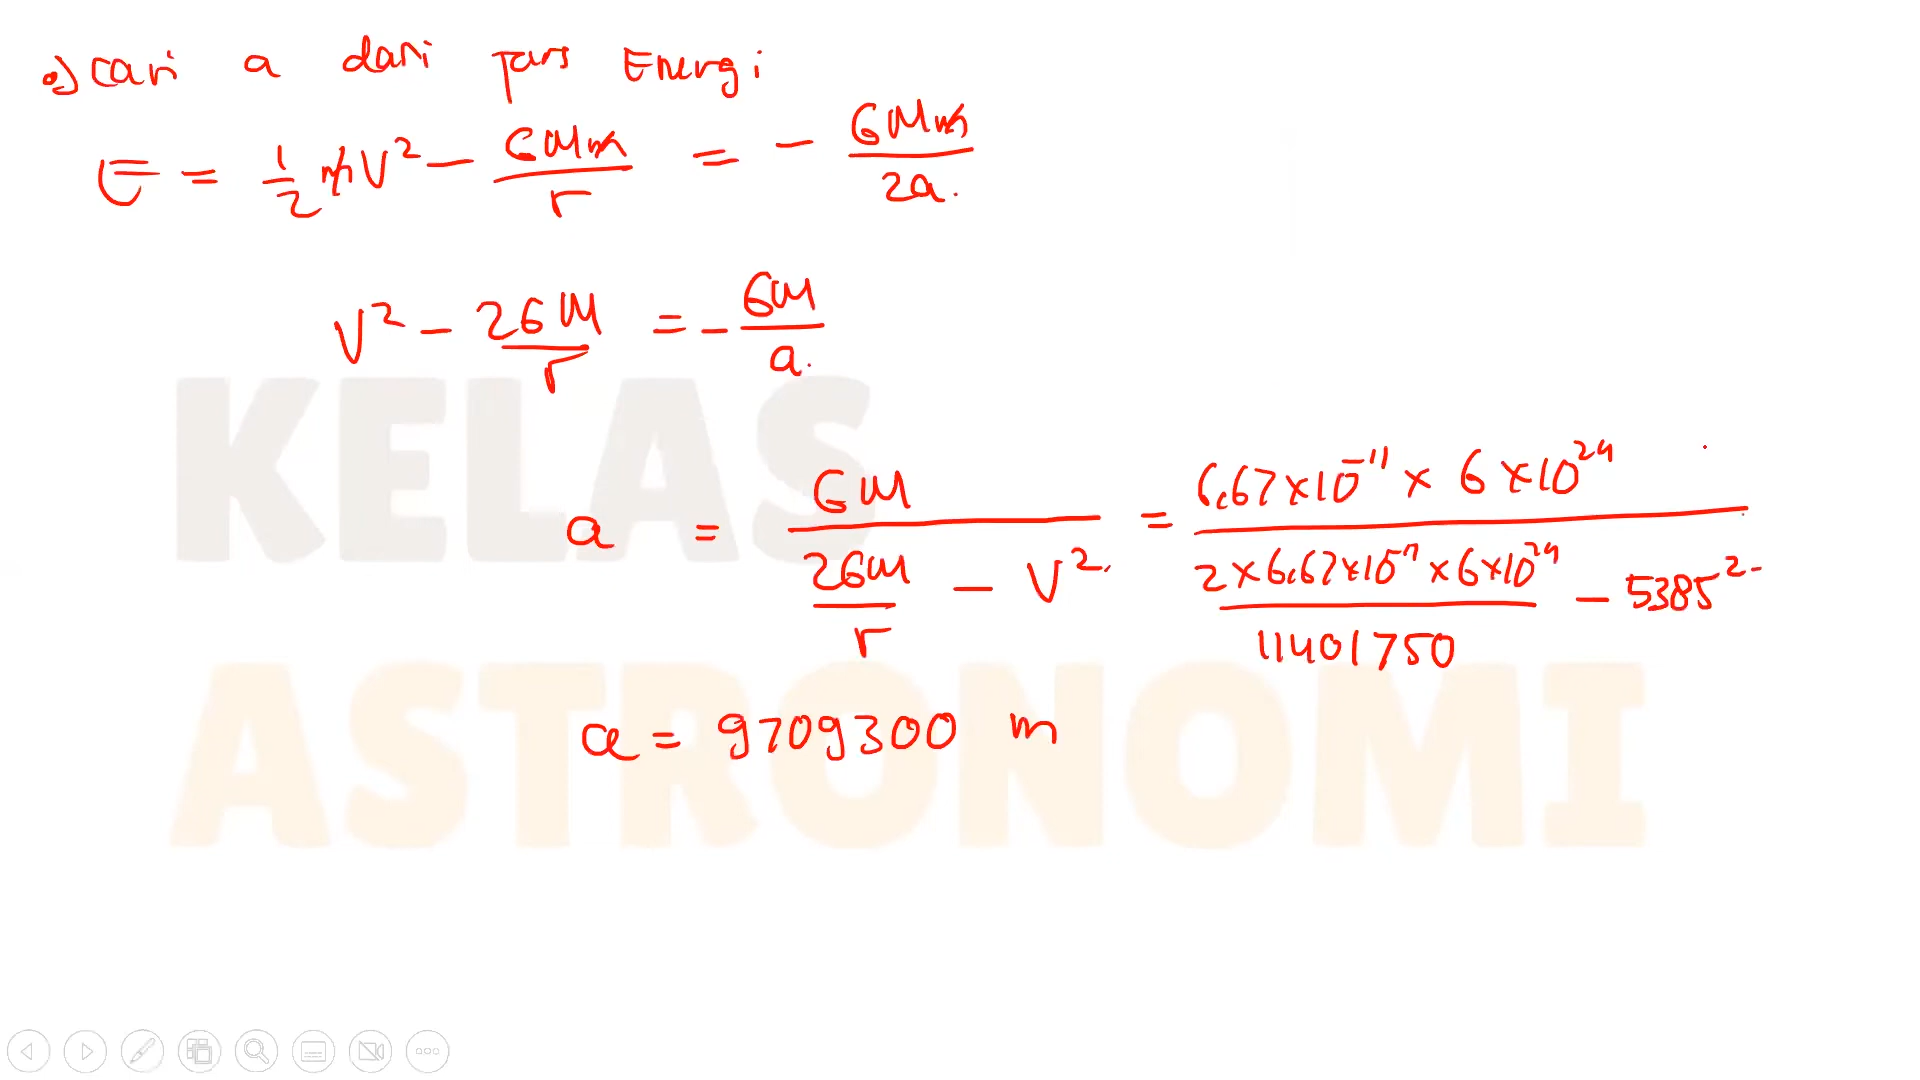 •) Cari a dari pers Energi
E = 1/2 mV² - GMm/r = - GMm/2a.
V² - 2GM/r = - GM/a.
a = GM / (2GM/r - V²) = 6.67×10⁻¹¹ × 6×10²⁴ / (2×6.67×10⁻¹¹×6×10²⁴/11401750 - 5385²)
a = 9709300 m
KELAS
ASTRONOMI